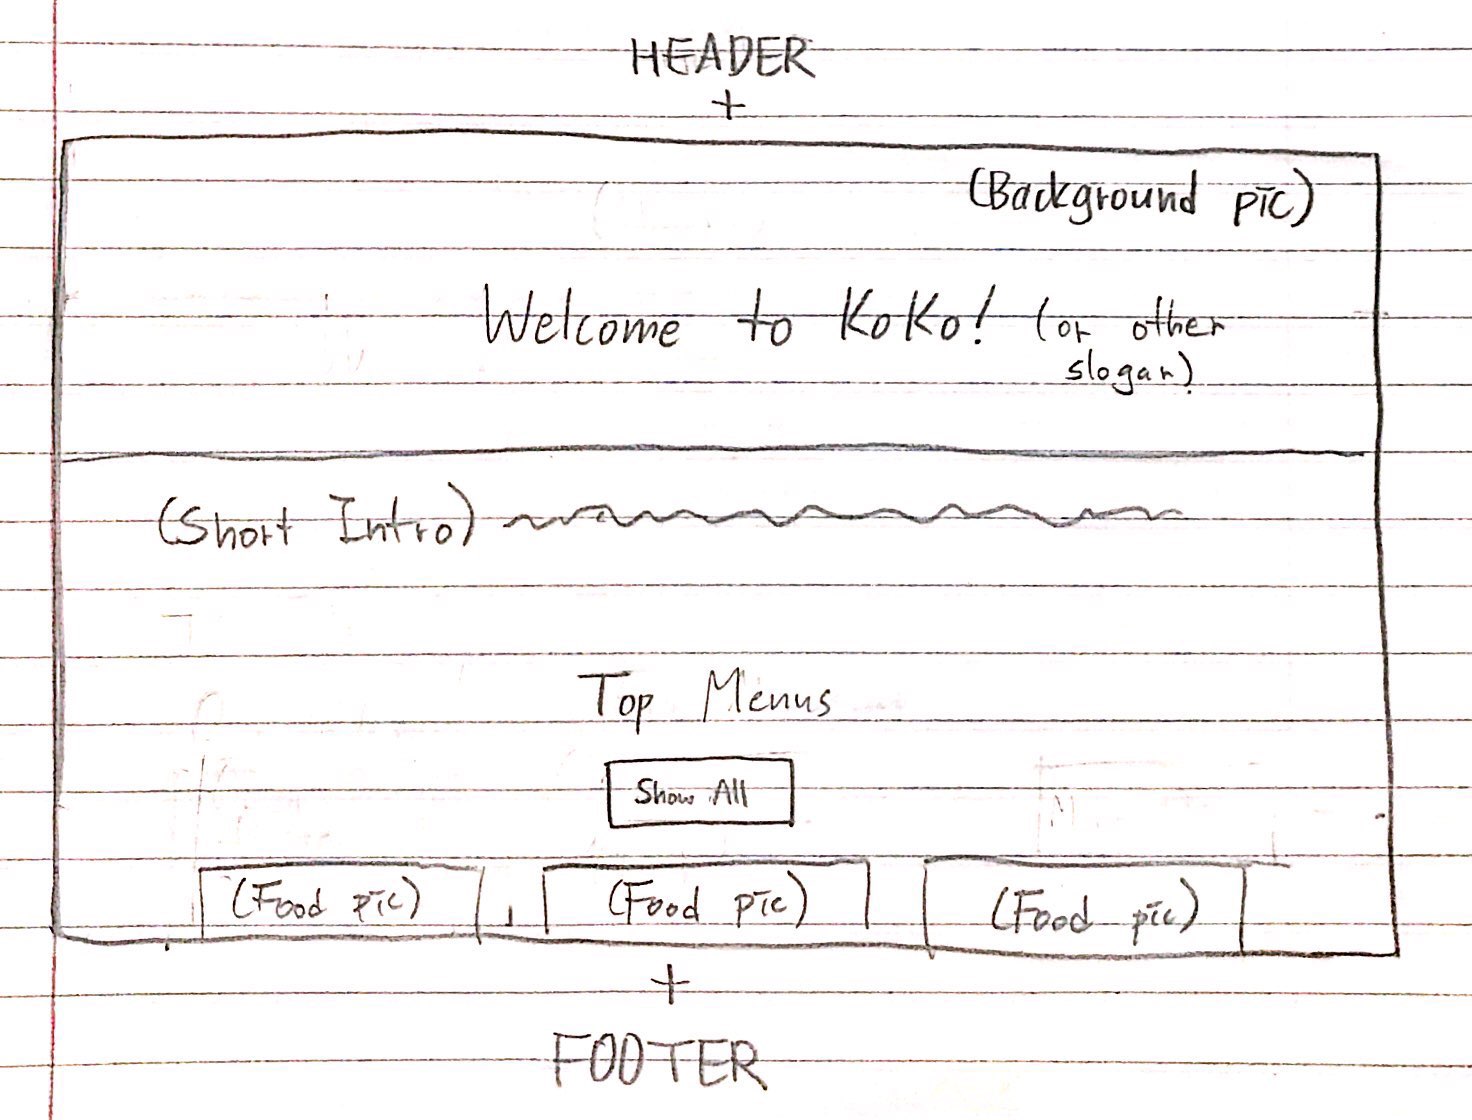 HEADER
+
(Background pic)
Welcome to KoKo! (or other
slogan)
(Short Intro)
Top Menus
Show All
(Food pic) (Food pic) (Food pic)
+
FOOTER